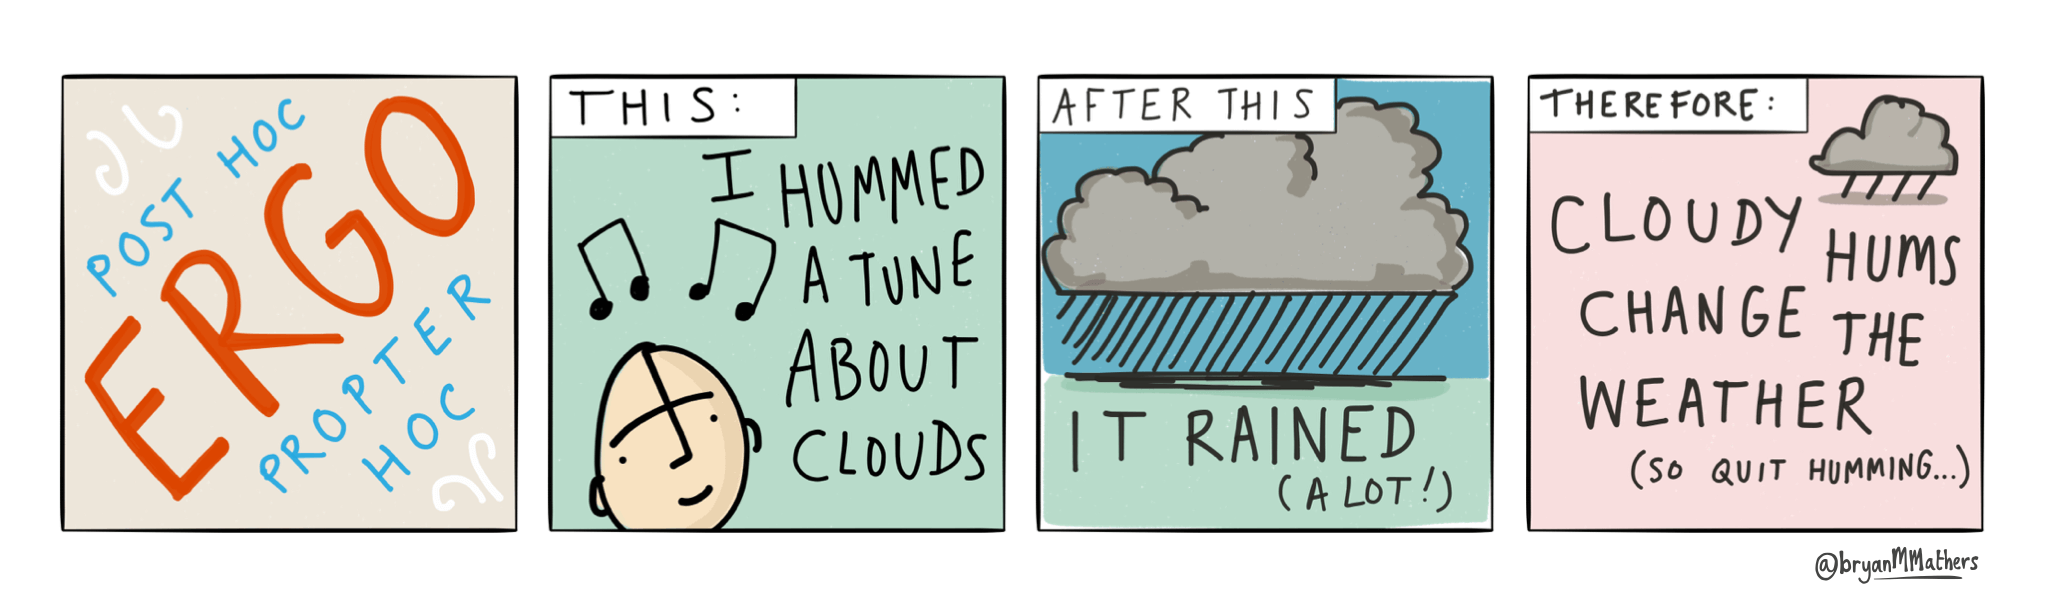 POST HOC
ERGO
PROPTER
HOC
THIS:
I HUMMED
A TUNE
ABOUT
CLOUDS
AFTER THIS
IT RAINED
(A LOT!)
THEREFORE:
CLOUDY
HUMS
CHANGE
THE
WEATHER
(SO QUIT HUMMING...)
@bryanMMathers